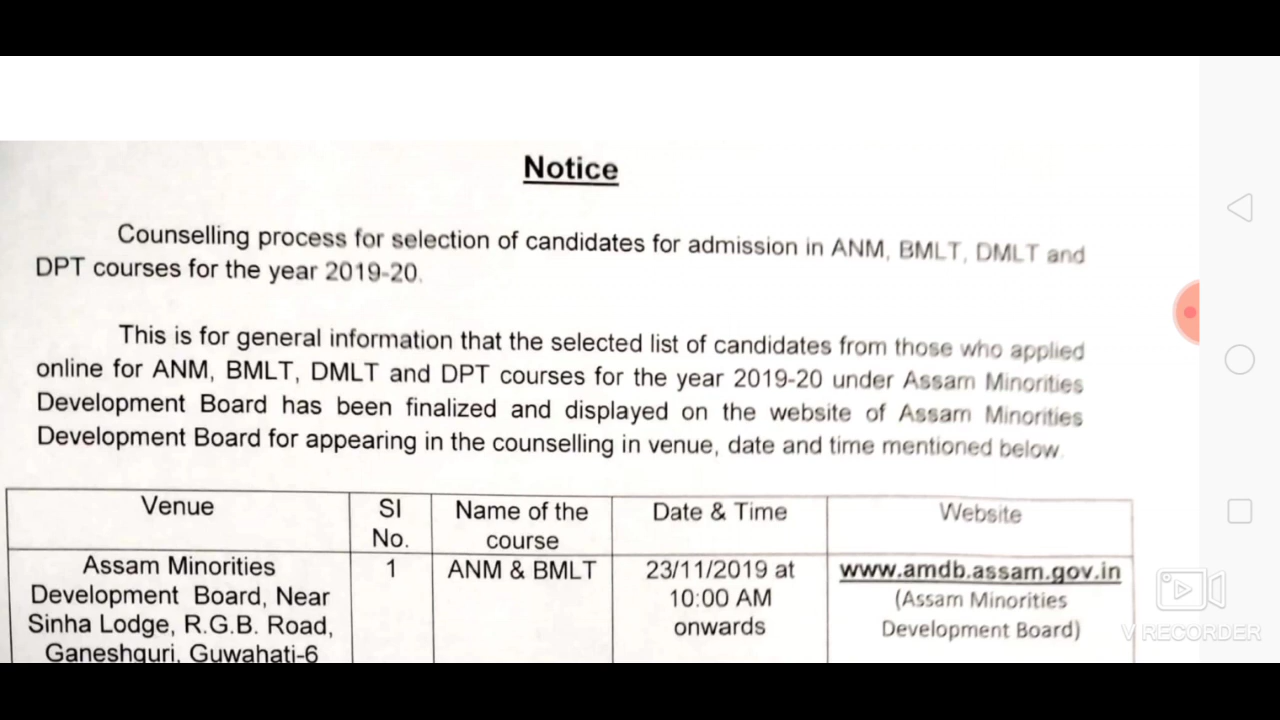 Notice
Counselling process for selection of candidates for admission in ANM, BMLT, DMLT and
DPT courses for the year 2019-20.
This is for general information that the selected list of candidates from those who applied
online for ANM, BMLT, DMLT and DPT courses for the year 2019-20 under Assam Minorities
Development Board has been finalized and displayed on the website of Assam Minorities
Development Board for appearing in the counselling in venue, date and time mentioned below.
Venue
Sl
No.
Name of the
course
Date & Time
Website
Assam Minorities
Development Board, Near
Sinha Lodge, R.G.B. Road,
Ganeshguri, Guwahati-6
1
ANM & BMLT
23/11/2019 at
10:00 AM
onwards
www.amdb.assam.gov.in
(Assam Minorities
Development Board)
V RECORDER